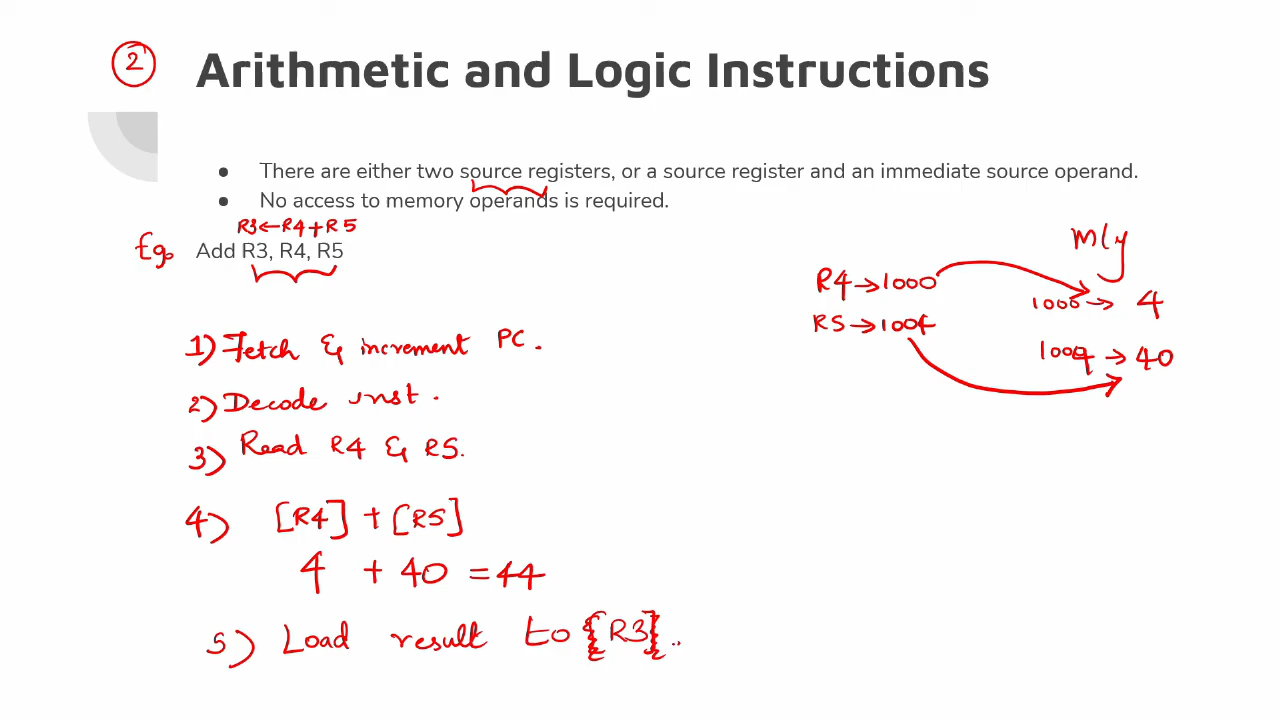 2
Arithmetic and Logic Instructions
● There are either two source registers, or a source register and an immediate source operand.
● No access to memory operands is required.
R3←R4+R5
Eg. Add R3, R4, R5
Mly
R4→1000
1000→ 4
R5→1004
1004→ 40
1) Fetch & increment PC.
2) Decode inst.
3) Read R4 & R5.
4) [R4] + [R5]
4 + 40 = 44
5) Load result to [R3]..